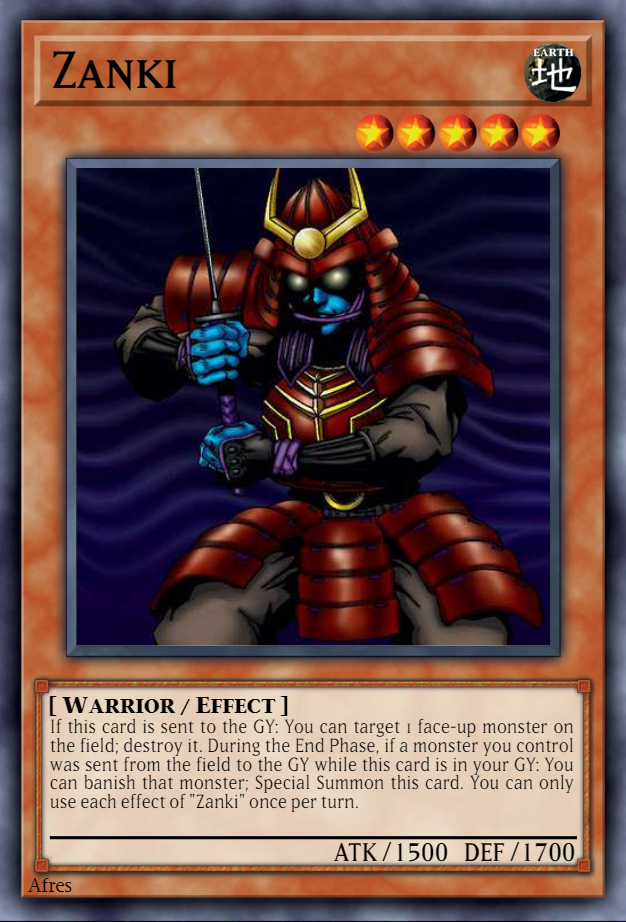 Zanki
EARTH
地
[ Warrior / Effect ]
If this card is sent to the GY: You can target 1 face-up monster on
the field; destroy it. During the End Phase, if a monster you control
was sent from the field to the GY while this card is in your GY: You
can banish that monster; Special Summon this card. You can only
use each effect of "Zanki" once per turn.
ATK/1500 DEF/1700
Afres